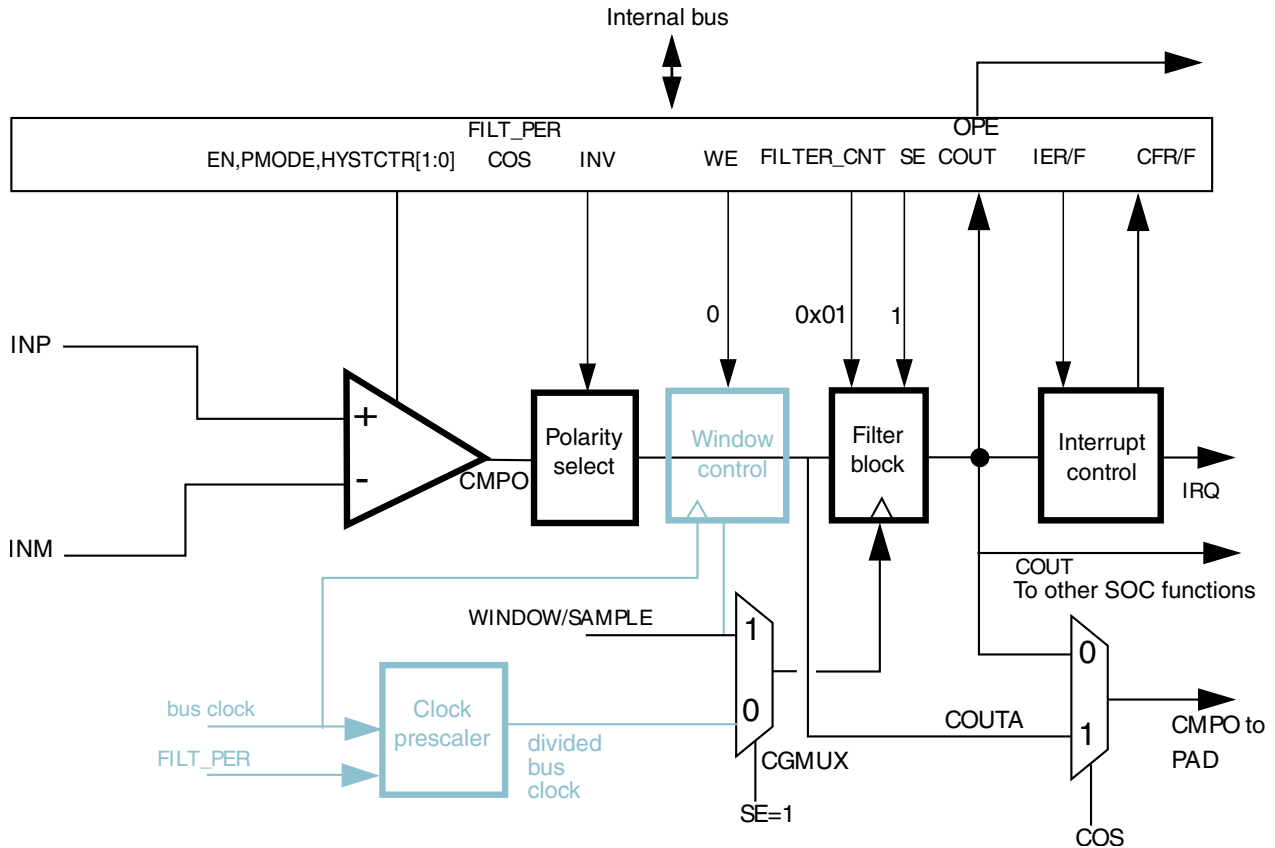 Internal bus
FILT_PER
OPE
EN,PMODE,HYSTCTR[1:0]
COS
INV
WE
FILTER_CNT
SE
COUT
IER/F
CFR/F
0
0x01
1
INP
+
-
INM
CMPO
Polarity
select
Window
control
Filter
block
Interrupt
control
IRQ
COUT
To other SOC functions
WINDOW/SAMPLE
1
0
bus clock
FILT_PER
Clock
prescaler
divided
bus
clock
CGMUX
SE=1
COUTA
0
1
CMPO to
PAD
COS